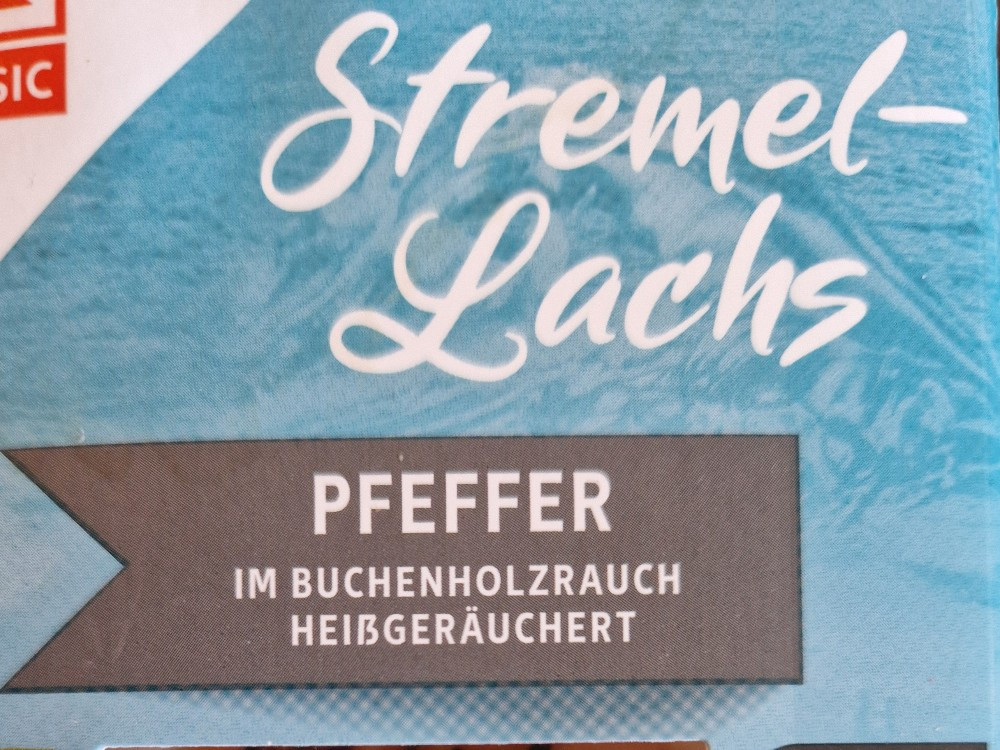 Stremel-
Lachs
PFEFFER
IM BUCHENHOLZRAUCH
HEIßGERÄUCHERT